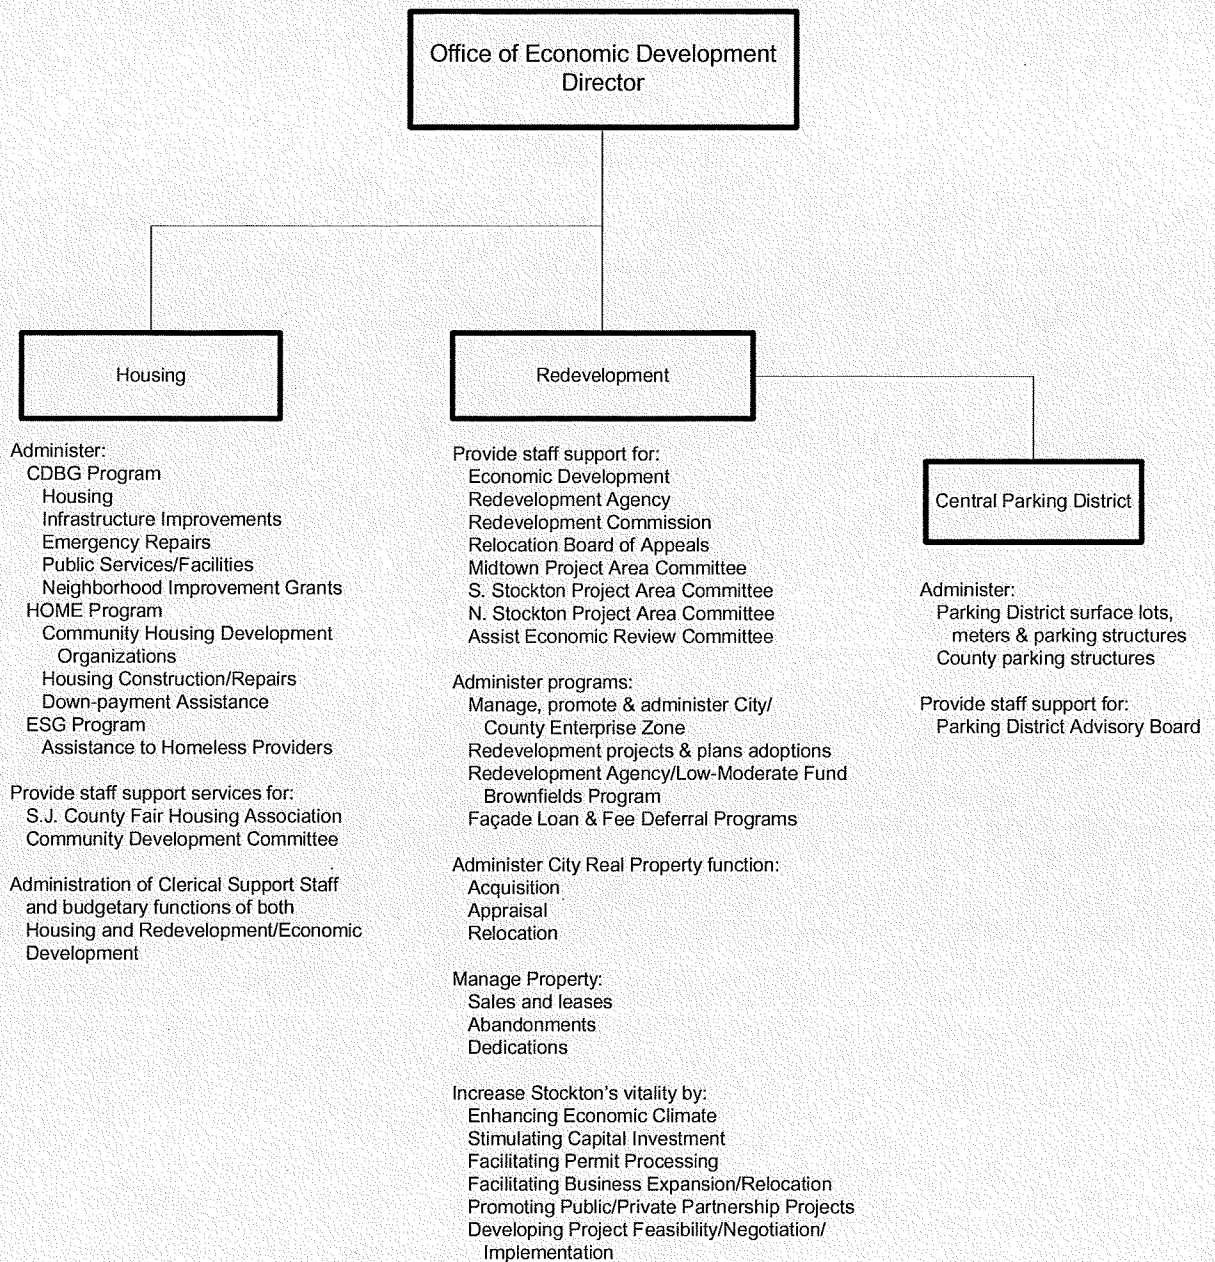 Office of Economic Development
Director
Housing
Administer:
CDBG Program
Housing
Infrastructure Improvements
Emergency Repairs
Public Services/Facilities
Neighborhood Improvement Grants
HOME Program
Community Housing Development
Organizations
Housing Construction/Repairs
Down-payment Assistance
ESG Program
Assistance to Homeless Providers
Provide staff support services for:
S.J. County Fair Housing Association
Community Development Committee
Administration of Clerical Support Staff
and budgetary functions of both
Housing and Redevelopment/Economic
Development
Redevelopment
Provide staff support for:
Economic Development
Redevelopment Agency
Redevelopment Commission
Relocation Board of Appeals
Midtown Project Area Committee
S. Stockton Project Area Committee
N. Stockton Project Area Committee
Assist Economic Review Committee
Administer programs:
Manage, promote & administer City/
County Enterprise Zone
Redevelopment projects & plans adoptions
Redevelopment Agency/Low-Moderate Fund
Brownfields Program
Façade Loan & Fee Deferral Programs
Administer City Real Property function:
Acquisition
Appraisal
Relocation
Manage Property:
Sales and leases
Abandonments
Dedications
Increase Stockton's vitality by:
Enhancing Economic Climate
Stimulating Capital Investment
Facilitating Permit Processing
Facilitating Business Expansion/Relocation
Promoting Public/Private Partnership Projects
Developing Project Feasibility/Negotiation/
Implementation
Central Parking District
Administer:
Parking District surface lots,
meters & parking structures
County parking structures
Provide staff support for:
Parking District Advisory Board